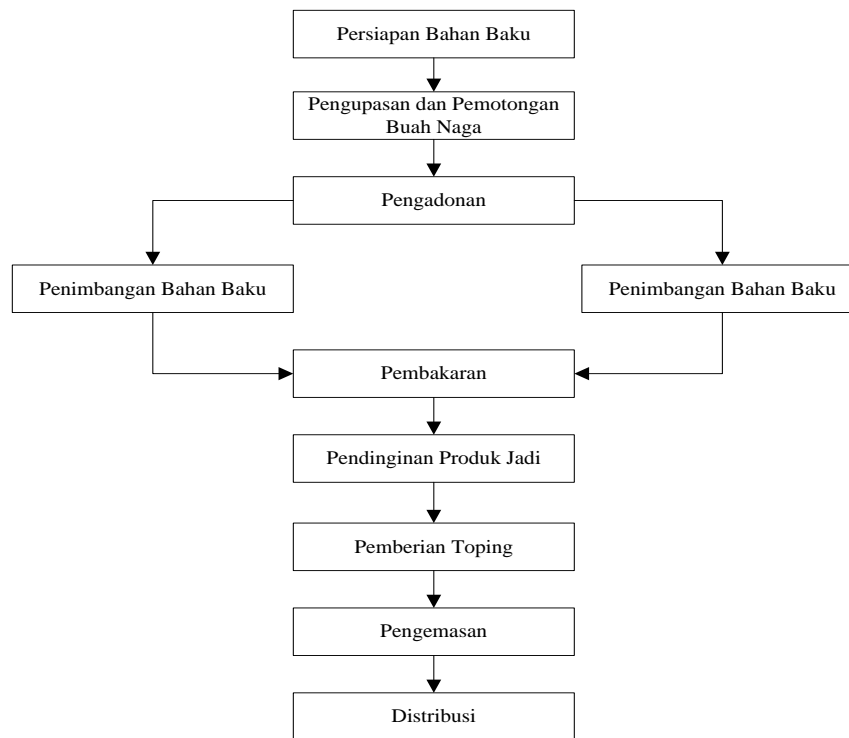 Persiapan Bahan Baku
Pengupasan dan Pemotongan
Buah Naga
Pengadonan
Penimbangan Bahan Baku
Penimbangan Bahan Baku
Pembakaran
Pendinginan Produk Jadi
Pemberian Toping
Pengemasan
Distribusi